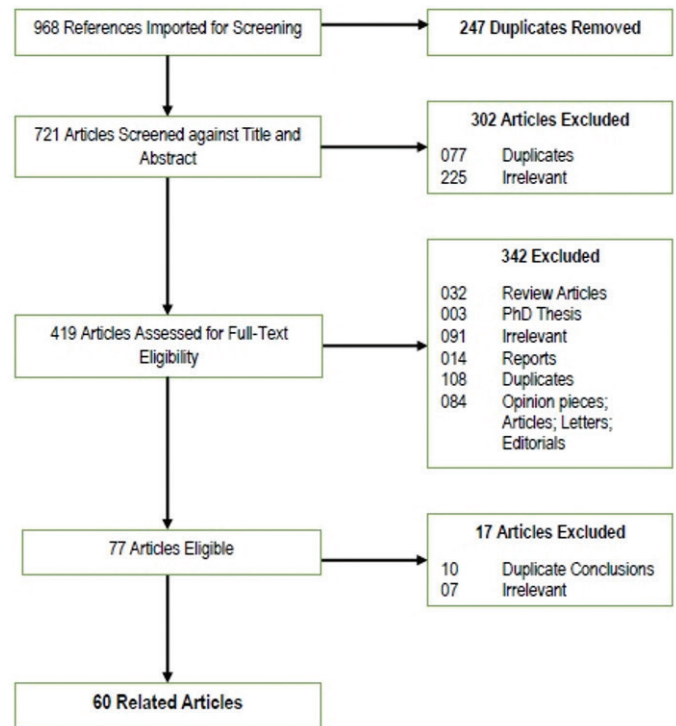 968 References Imported for Screening
247 Duplicates Removed
721 Articles Screened against Title and
Abstract
302 Articles Excluded
077 Duplicates
225 Irrelevant
419 Articles Assessed for Full-Text
Eligibility
342 Excluded
032 Review Articles
003 PhD Thesis
091 Irrelevant
014 Reports
108 Duplicates
084 Opinion pieces;
Articles; Letters;
Editorials
77 Articles Eligible
17 Articles Excluded
10 Duplicate Conclusions
07 Irrelevant
60 Related Articles